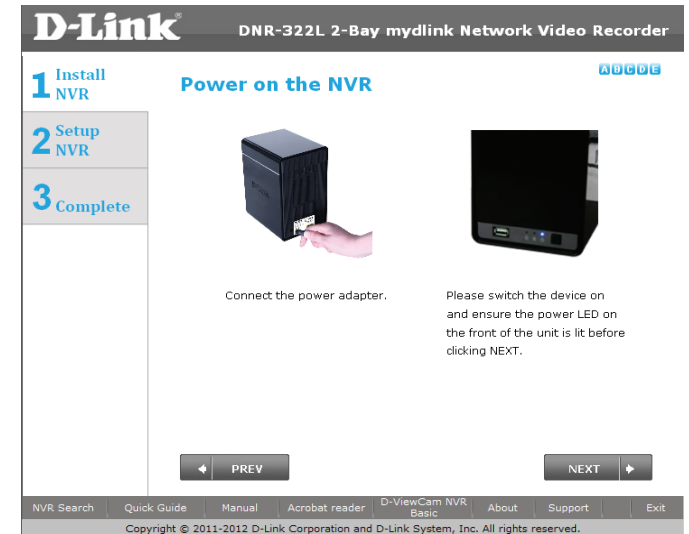 D-Link®
DNR-322L 2-Bay mydlink Network Video Recorder
1 Install
NVR
2 Setup
NVR
3 Complete
Power on the NVR
A B C D E
Connect the power adapter.
Please switch the device on
and ensure the power LED on
the front of the unit is lit before
clicking NEXT.
PREV
NEXT
NVR Search Quick Guide Manual Acrobat reader D-ViewCam NVR Basic About Support Exit
Copyright © 2011-2012 D-Link Corporation and D-Link System, Inc. All rights reserved.